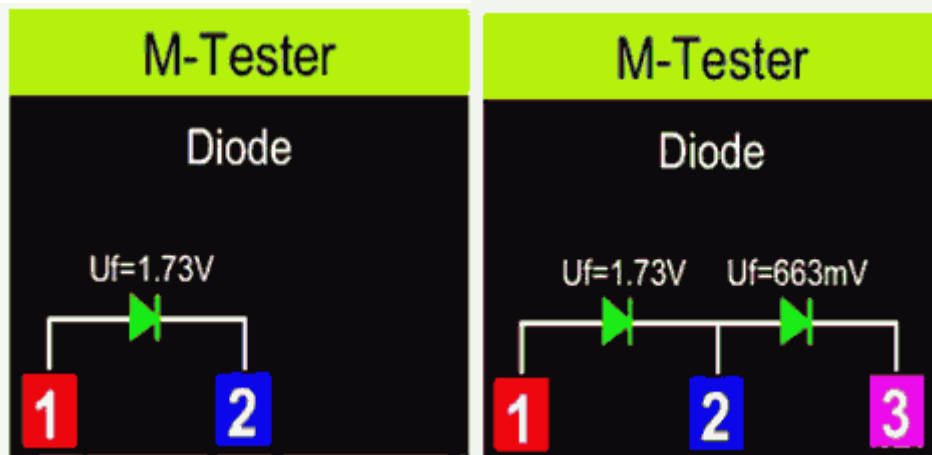 M-Tester
Diode
Uf=1.73V
1 2
M-Tester
Diode
Uf=1.73V Uf=663mV
1 2 3